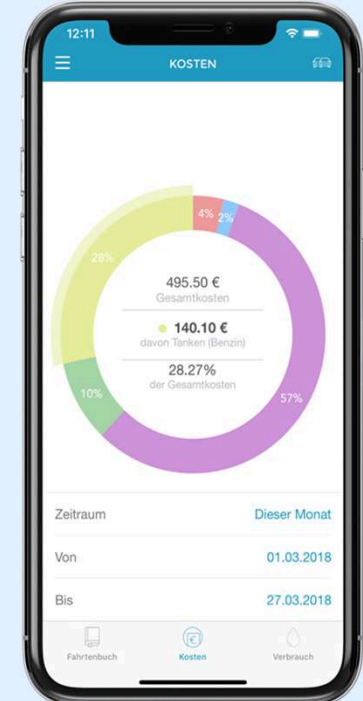 12:11
KOSTEN
4%
2%
28%
495.50 €
Gesamtkosten
140.10 €
davon Tanken (Benzin)
28.27%
der Gesamtkosten
10%
57%
Zeitraum Dieser Monat
Von 01.03.2018
Bis 27.03.2018
Fahrtenbuch Kosten Verbrauch